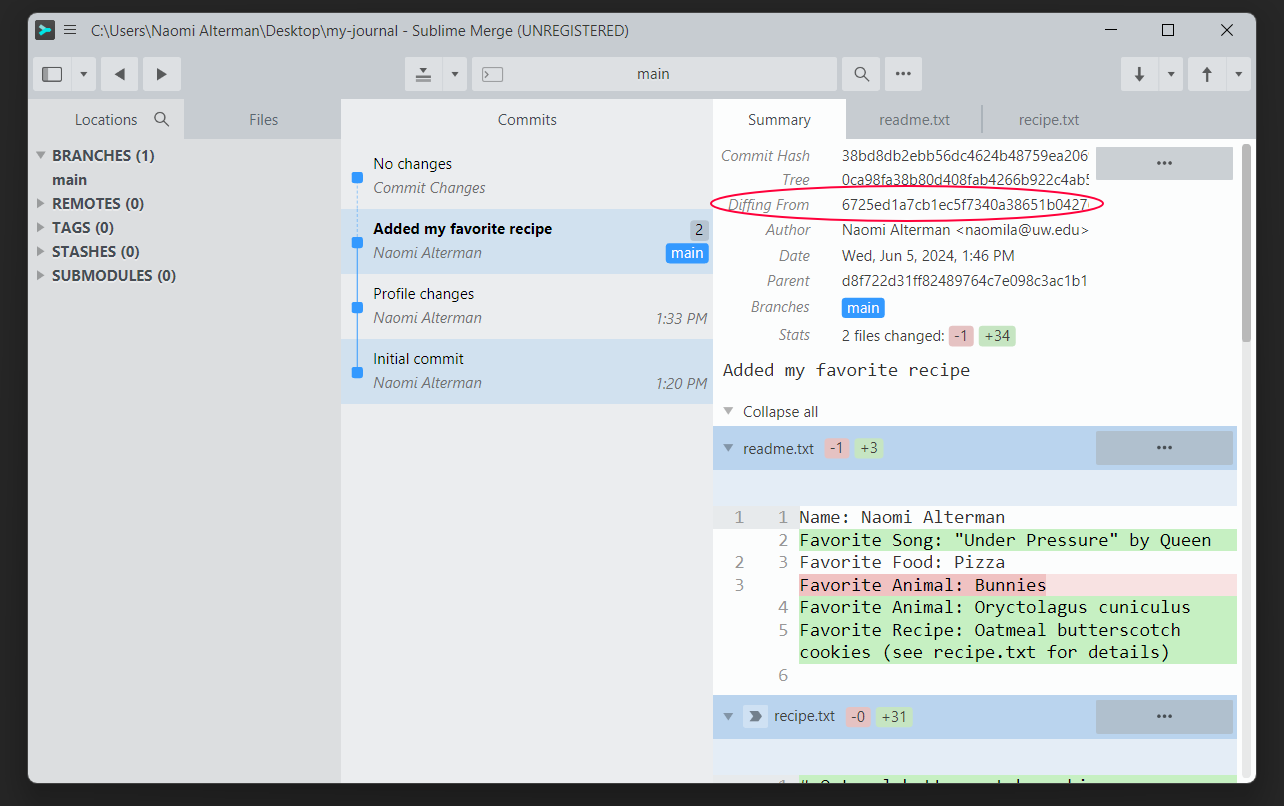 C:\Users\Naomi Alterman\Desktop\my-journal - Sublime Merge (UNREGISTERED)
main
Locations
Files
Commits
Summary
readme.txt
recipe.txt
BRANCHES (1)
main
REMOTES (0)
TAGS (0)
STASHES (0)
SUBMODULES (0)
No changes
Commit Changes
Added my favorite recipe 2
Naomi Alterman main
Profile changes
Naomi Alterman 1:33 PM
Initial commit
Naomi Alterman 1:20 PM
Commit Hash 38bd8db2ebb56dc4624b48759ea206
Tree 0ca98fa38b80d408fab4266b922c4ab5
Diffing From 6725ed1a7cb1ec5f7340a38651b0427
Author Naomi Alterman <naomila@uw.edu>
Date Wed, Jun 5, 2024, 1:46 PM
Parent d8f722d31ff82489764c7e098c3ac1b1
Branches main
Stats 2 files changed: -1 +34
Added my favorite recipe
Collapse all
readme.txt -1 +3
1 1 Name: Naomi Alterman
2 Favorite Song: "Under Pressure" by Queen
2 3 Favorite Food: Pizza
3 Favorite Animal: Bunnies
4 Favorite Animal: Oryctolagus cuniculus
5 Favorite Recipe: Oatmeal butterscotch
cookies (see recipe.txt for details)
6
recipe.txt -0 +31